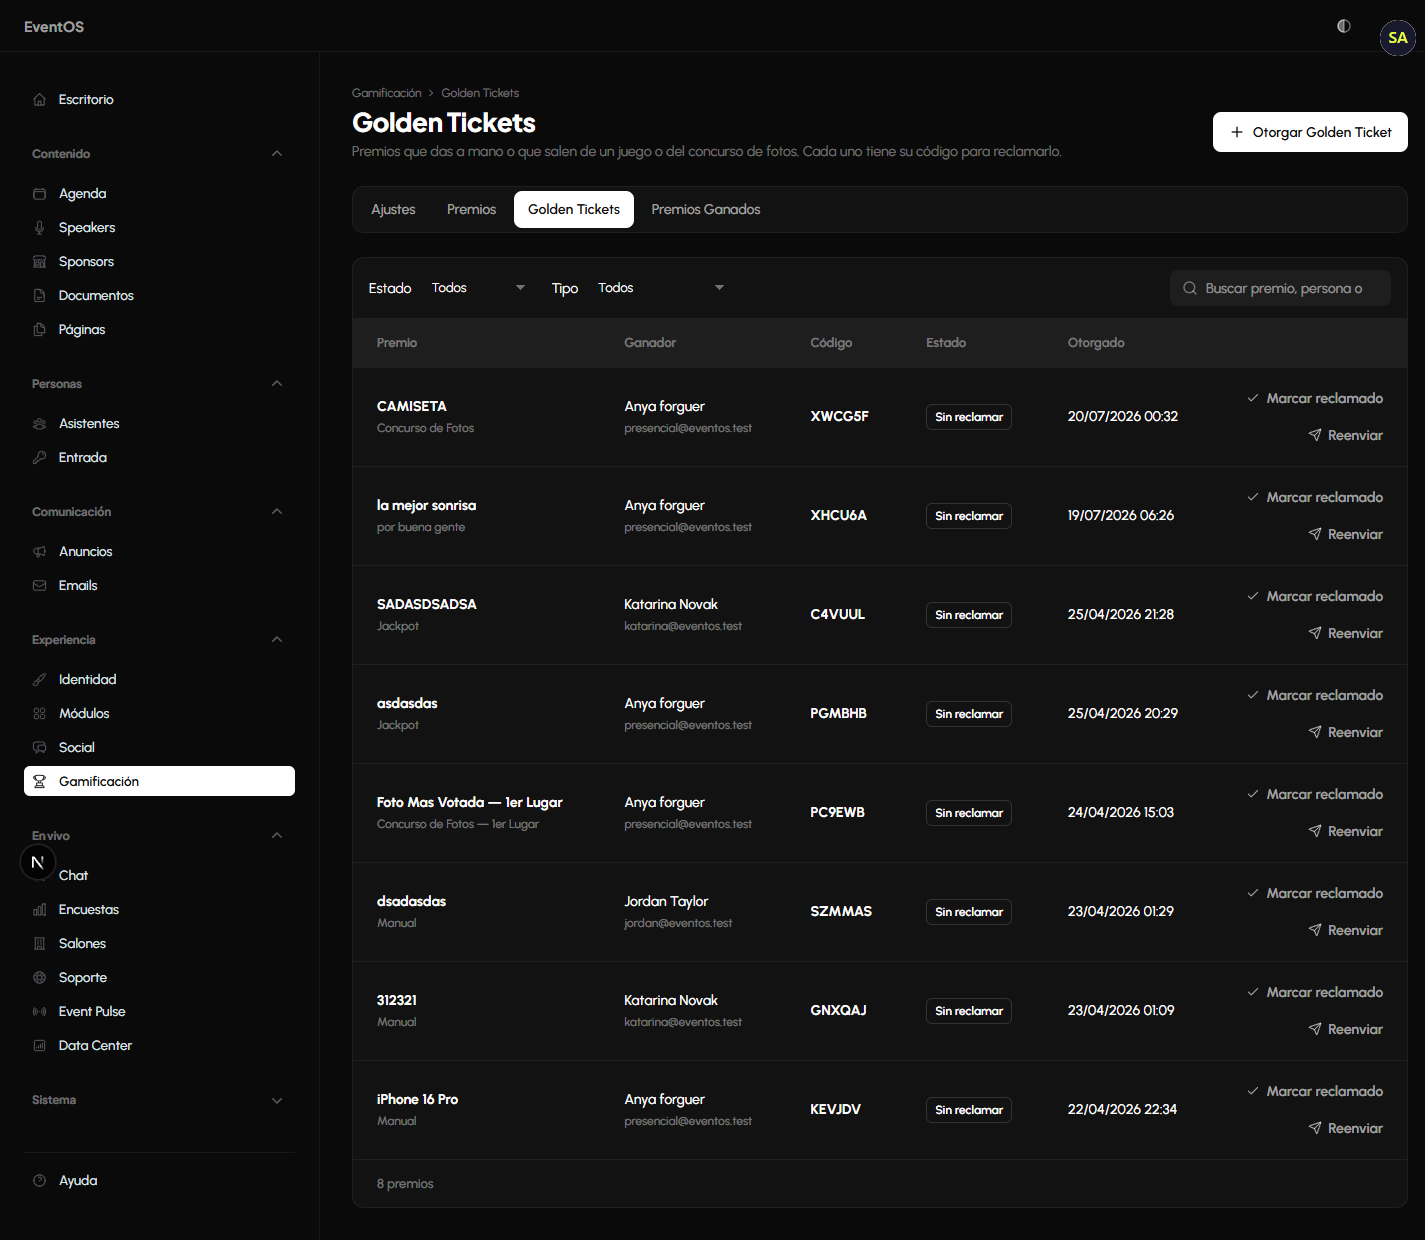 EventOS
SA
Escritorio
Contenido
Agenda
Speakers
Sponsors
Documentos
Páginas
Personas
Asistentes
Entrada
Comunicación
Anuncios
Emails
Experiencia
Identidad
Módulos
Social
Gamificación
En vivo
N
Chat
Encuestas
Salones
Soporte
Event Pulse
Data Center
Sistema
Ayuda
Gamificación > Golden Tickets
Golden Tickets
Premios que das a mano o que salen de un juego o del concurso de fotos. Cada uno tiene su código para reclamarlo.
+ Otorgar Golden Ticket
Ajustes Premios Golden Tickets Premios Ganados
Estado Todos Tipo Todos Buscar premio, persona o
Premio Ganador Código Estado Otorgado
CAMISETA Anya forguer XWCG5F Sin reclamar 20/07/2026 00:32 Marcar reclamado
Concurso de Fotos presencial@eventos.test Reenviar
la mejor sonrisa Anya forguer XHCU6A Sin reclamar 19/07/2026 06:26 Marcar reclamado
por buena gente presencial@eventos.test Reenviar
SADASDSADSA Katarina Novak C4VUUL Sin reclamar 25/04/2026 21:28 Marcar reclamado
Jackpot katarina@eventos.test Reenviar
asdasdas Anya forguer PGMBHB Sin reclamar 25/04/2026 20:29 Marcar reclamado
Jackpot presencial@eventos.test Reenviar
Foto Mas Votada — 1er Lugar Anya forguer PC9EWB Sin reclamar 24/04/2026 15:03 Marcar reclamado
Concurso de Fotos — 1er Lugar presencial@eventos.test Reenviar
dsadasdas Jordan Taylor SZMMAS Sin reclamar 23/04/2026 01:29 Marcar reclamado
Manual jordan@eventos.test Reenviar
312321 Katarina Novak GNXQAJ Sin reclamar 23/04/2026 01:09 Marcar reclamado
Manual katarina@eventos.test Reenviar
iPhone 16 Pro Anya forguer KEVJDV Sin reclamar 22/04/2026 22:34 Marcar reclamado
Manual presencial@eventos.test Reenviar
8 premios